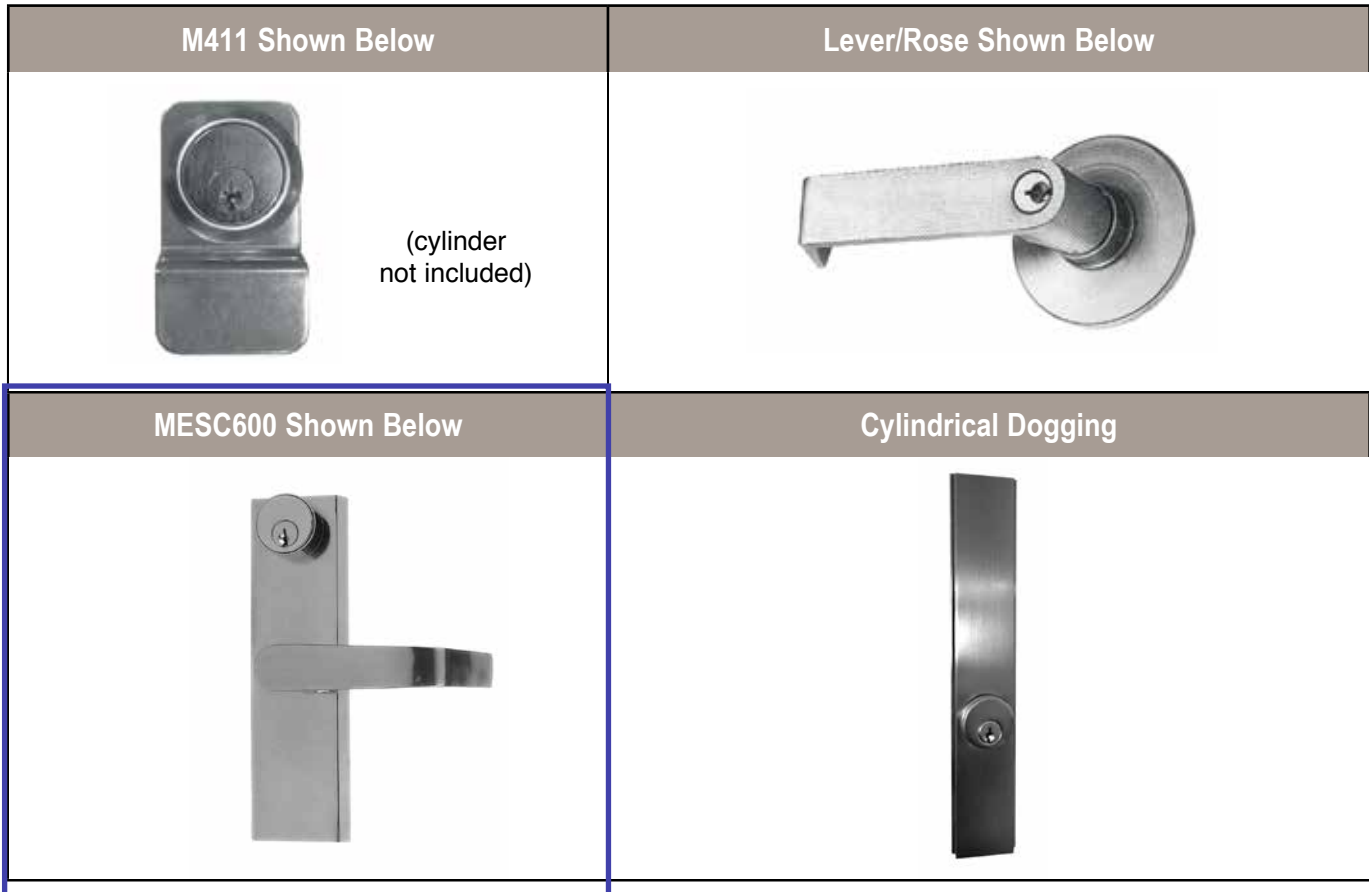 M411 Shown Below
Lever/Rose Shown Below
(cylinder
not included)
MESC600 Shown Below
Cylindrical Dogging